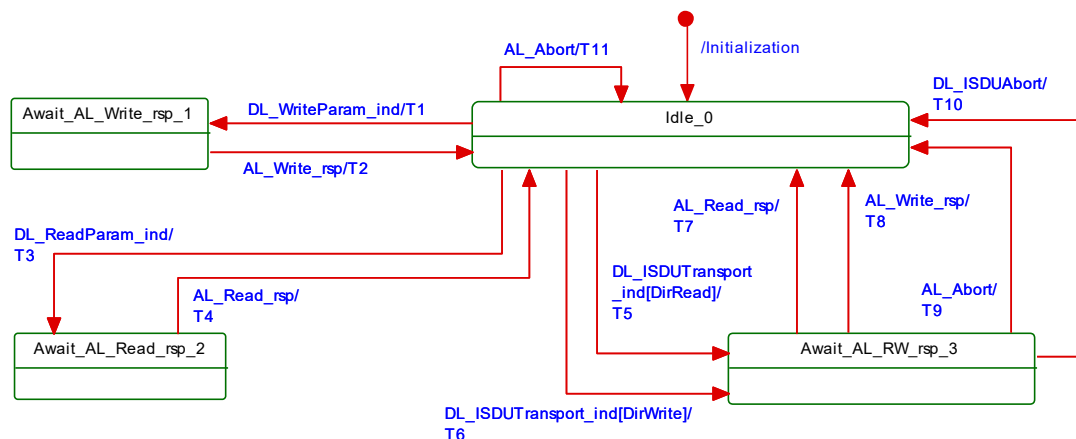 /Initialization
AL_Abort/T11
DL_ISDUAbort/
T10
Await_AL_Write_rsp_1
DL_WriteParam_ind/T1
Idle_0
AL_Write_rsp/T2
AL_Read_rsp/
T7
AL_Write_rsp/
T8
DL_ReadParam_ind/
T3
DL_ISDUTransport
_ind[DirRead]/
T5
AL_Read_rsp/
T4
AL_Abort/
T9
Await_AL_Read_rsp_2
Await_AL_RW_rsp_3
DL_ISDUTransport_ind[DirWrite]/
T6